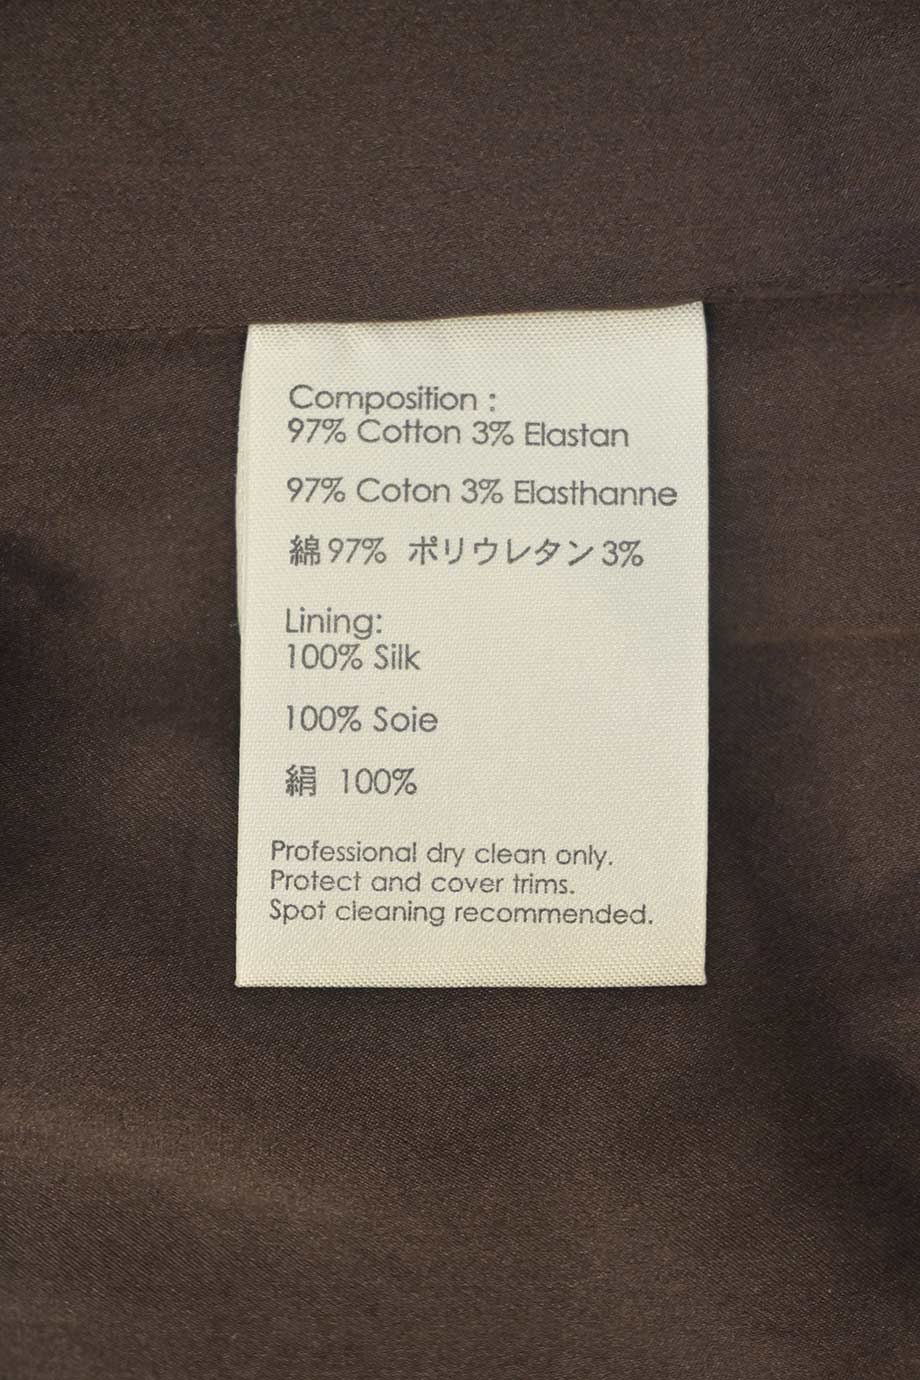 Composition :
97% Cotton 3% Elastan
97% Coton 3% Elasthanne
綿97% ポリウレタン3%
Lining:
100% Silk
100% Soie
絹 100%
Professional dry clean only.
Protect and cover trims.
Spot cleaning recommended.